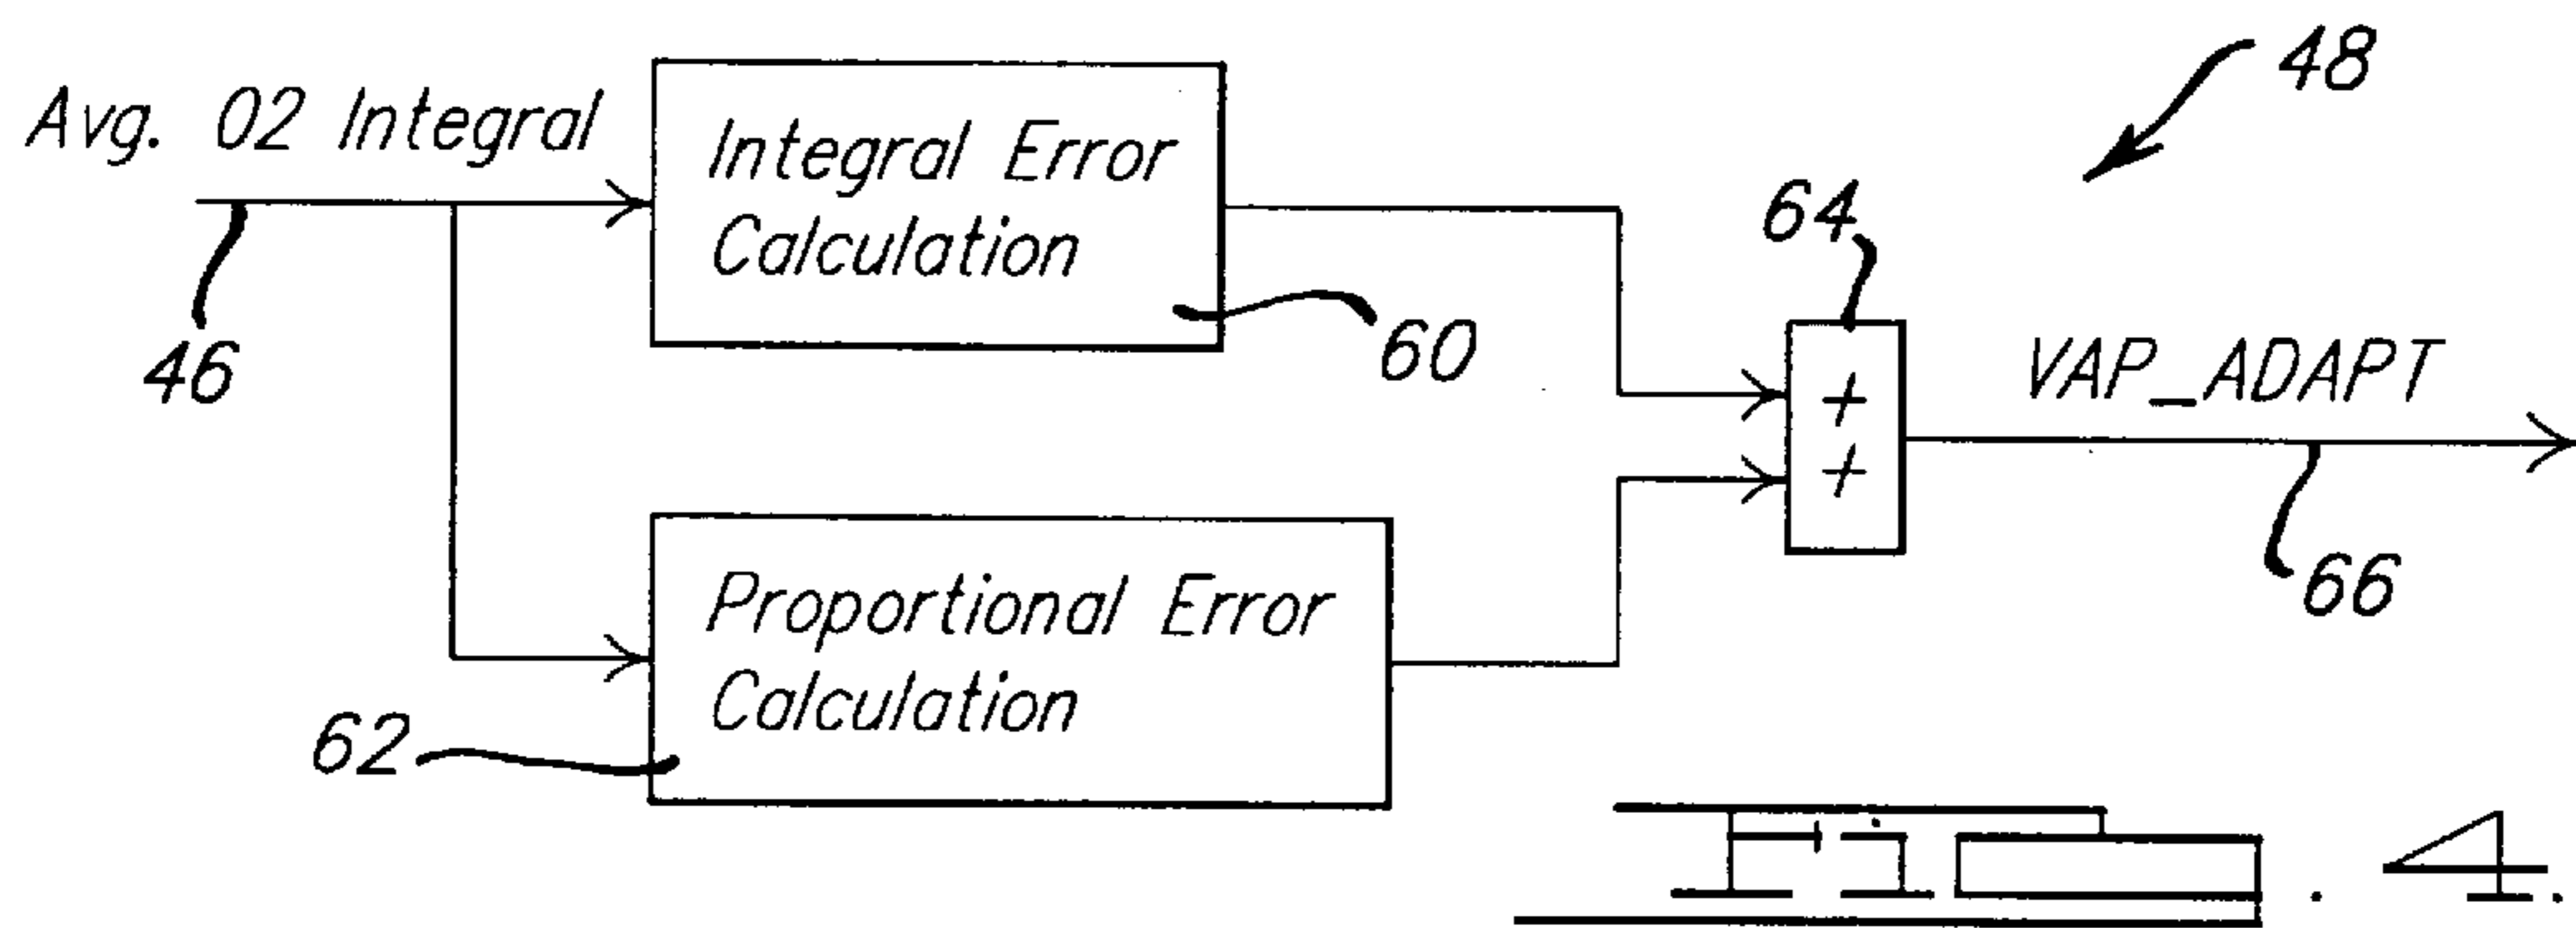 48
Avg. 02 Integral
Integral Error
Calculation
64
46
60
VAP_ADAPT
+
+
66
Proportional Error
Calculation
62
Fig. 4.